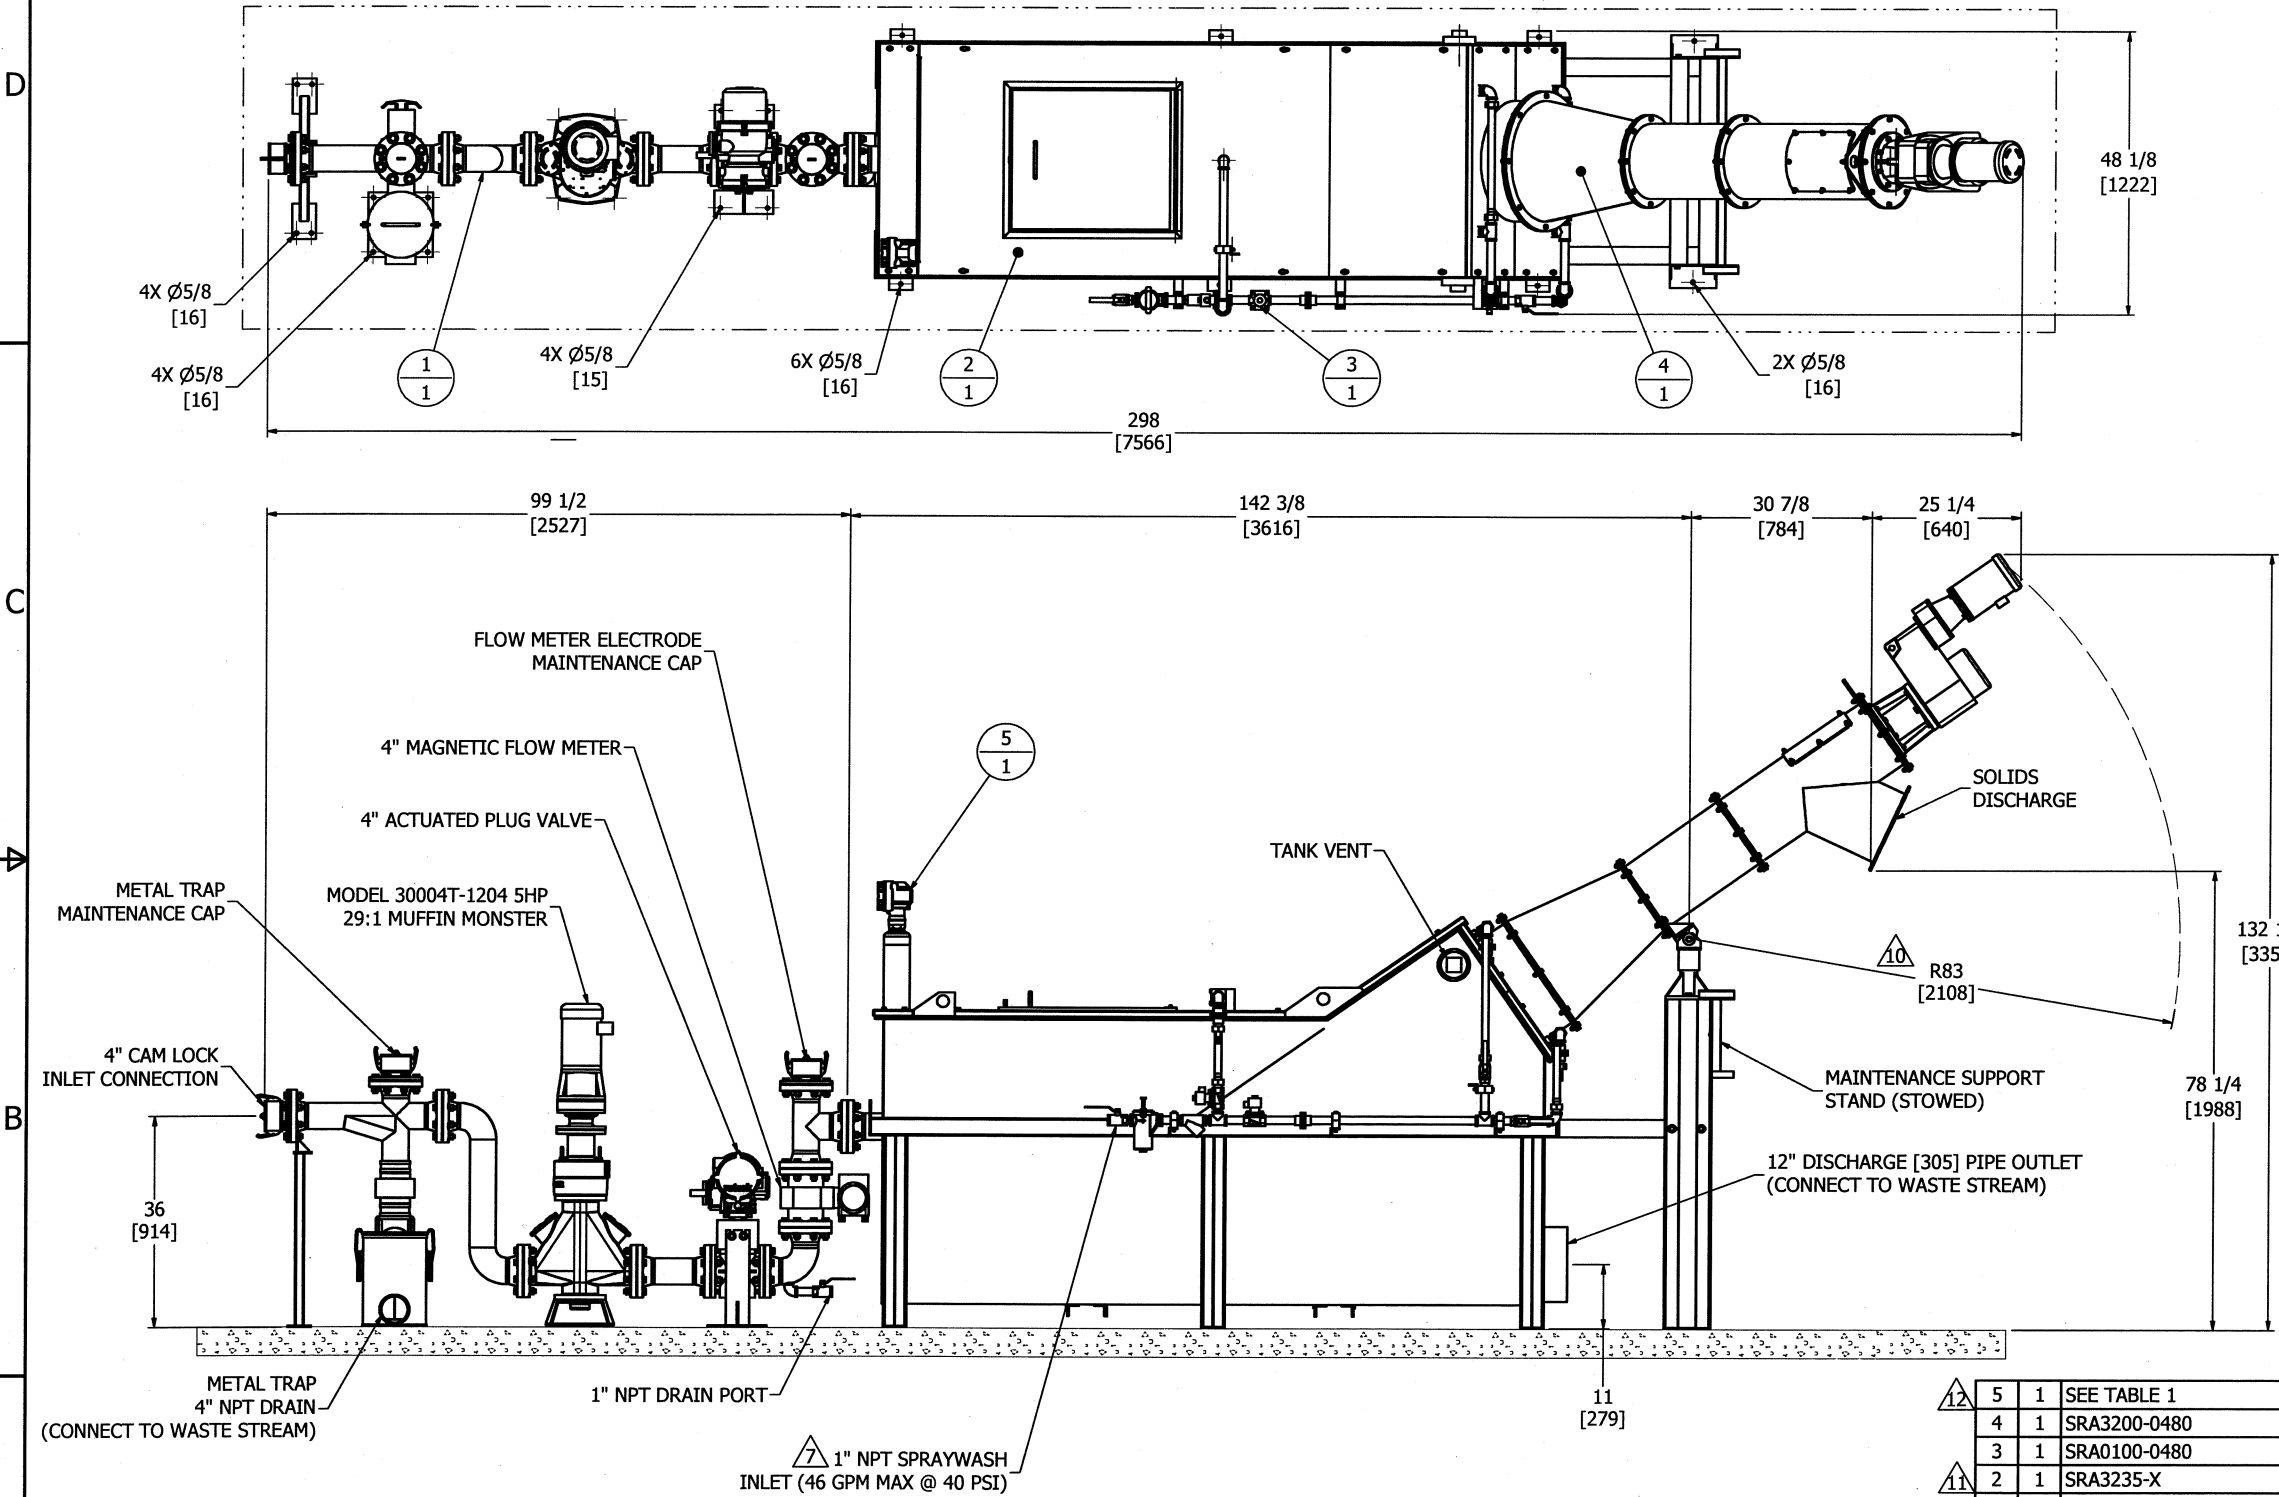 D
48 1/8
[1222]
4X Ø5/8
[16]
4X Ø5/8
[16]
1
1
4X Ø5/8
[15]
6X Ø5/8
[16]
2
1
3
1
4
1
2X Ø5/8
[16]
298
[7566]
99 1/2
[2527]
142 3/8
[3616]
30 7/8
[784]
25 1/4
[640]
C
FLOW METER ELECTRODE
MAINTENANCE CAP
4" MAGNETIC FLOW METER
5
1
4" ACTUATED PLUG VALVE
SOLIDS
DISCHARGE
TANK VENT
METAL TRAP
MAINTENANCE CAP
MODEL 30004T-1204 5HP
29:1 MUFFIN MONSTER
132
[335
10
R83
[2108]
4" CAM LOCK
INLET CONNECTION
B
MAINTENANCE SUPPORT
STAND (STOWED)
78 1/4
[1988]
12" DISCHARGE [305] PIPE OUTLET
(CONNECT TO WASTE STREAM)
36
[914]
METAL TRAP
4" NPT DRAIN
(CONNECT TO WASTE STREAM)
1" NPT DRAIN PORT
11
[279]
7 1" NPT SPRAYWASH
INLET (46 GPM MAX @ 40 PSI)
12 5 1 SEE TABLE 1
4 1 SRA3200-0480
3 1 SRA0100-0480
11 2 1 SRA3235-X